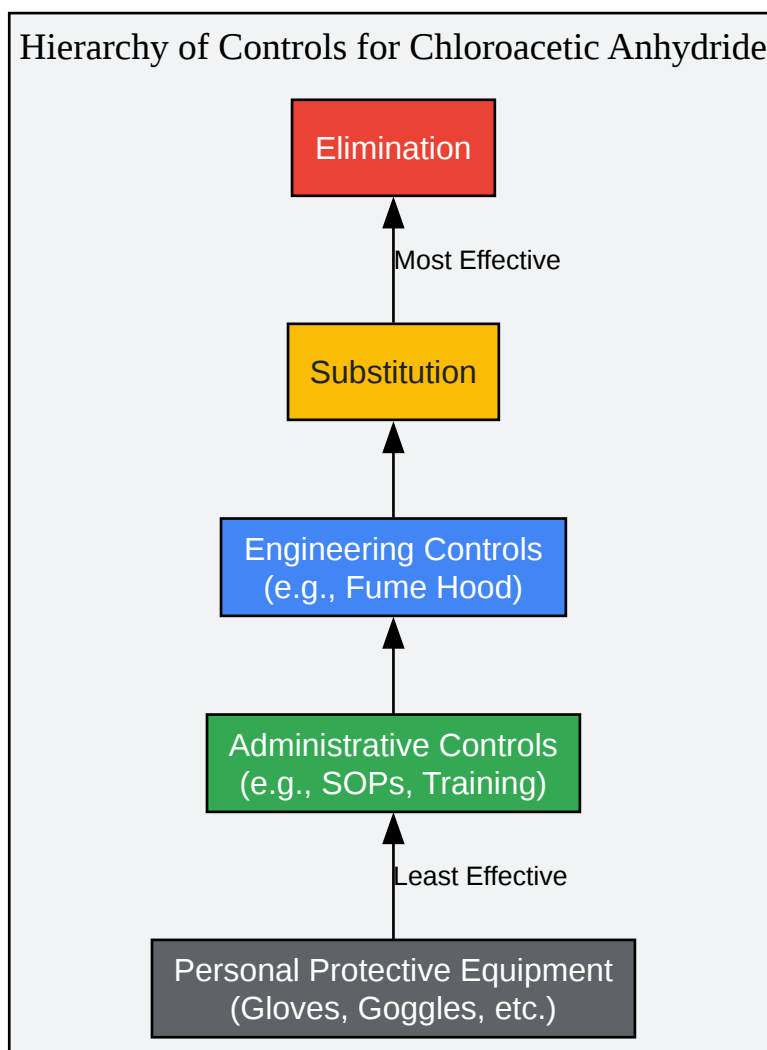 Hierarchy of Controls for Chloroacetic Anhydride
Elimination
Most Effective
Substitution
Engineering Controls
(e.g., Fume Hood)
Administrative Controls
(e.g., SOPs, Training)
Least Effective
Personal Protective Equipment
(Gloves, Goggles, etc.)